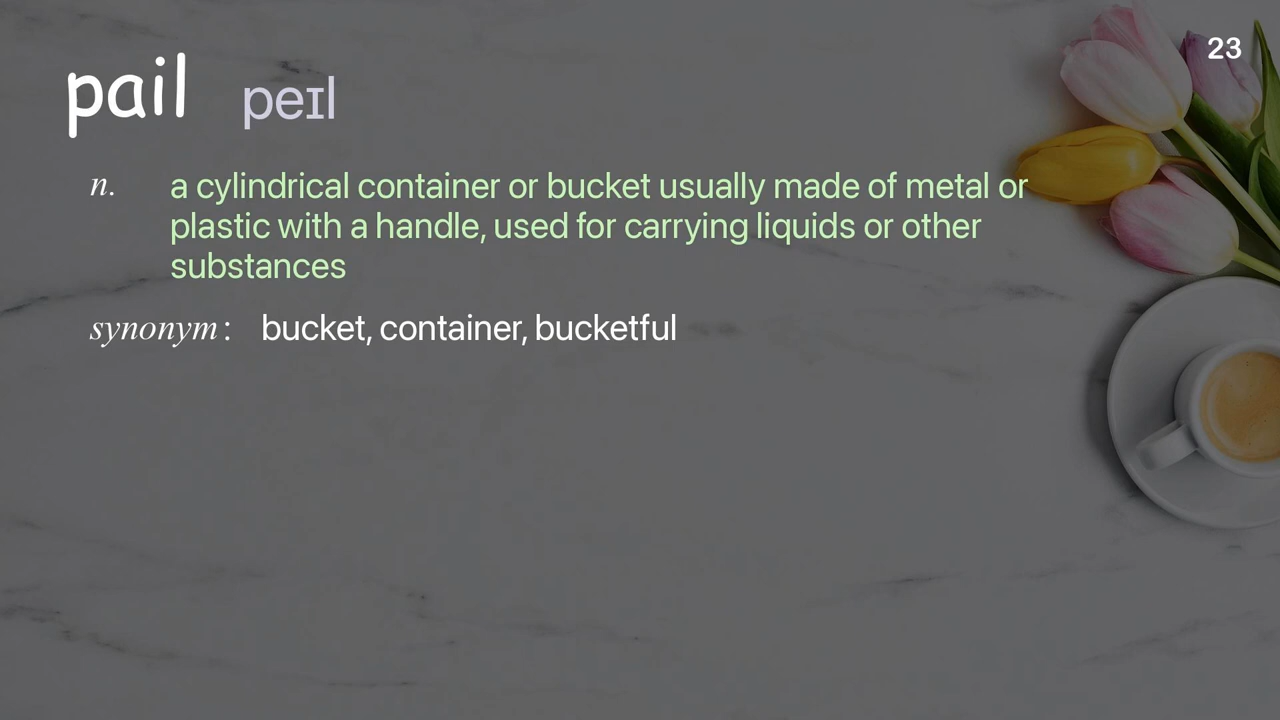 23
pail peɪl
n. a cylindrical container or bucket usually made of metal or
plastic with a handle, used for carrying liquids or other
substances
synonym: bucket, container, bucketful